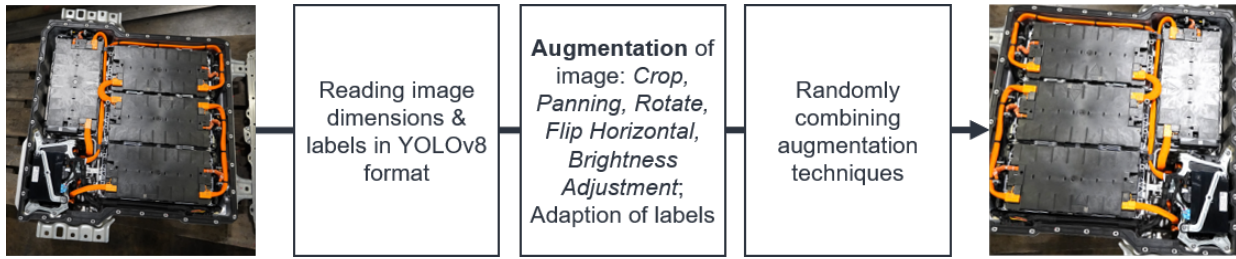 Reading image
dimensions &
labels in YOLOv8
format
Augmentation of
image: Crop,
Panning, Rotate,
Flip Horizontal,
Brightness
Adjustment;
Adaption of labels
Randomly
combining
augmentation
techniques